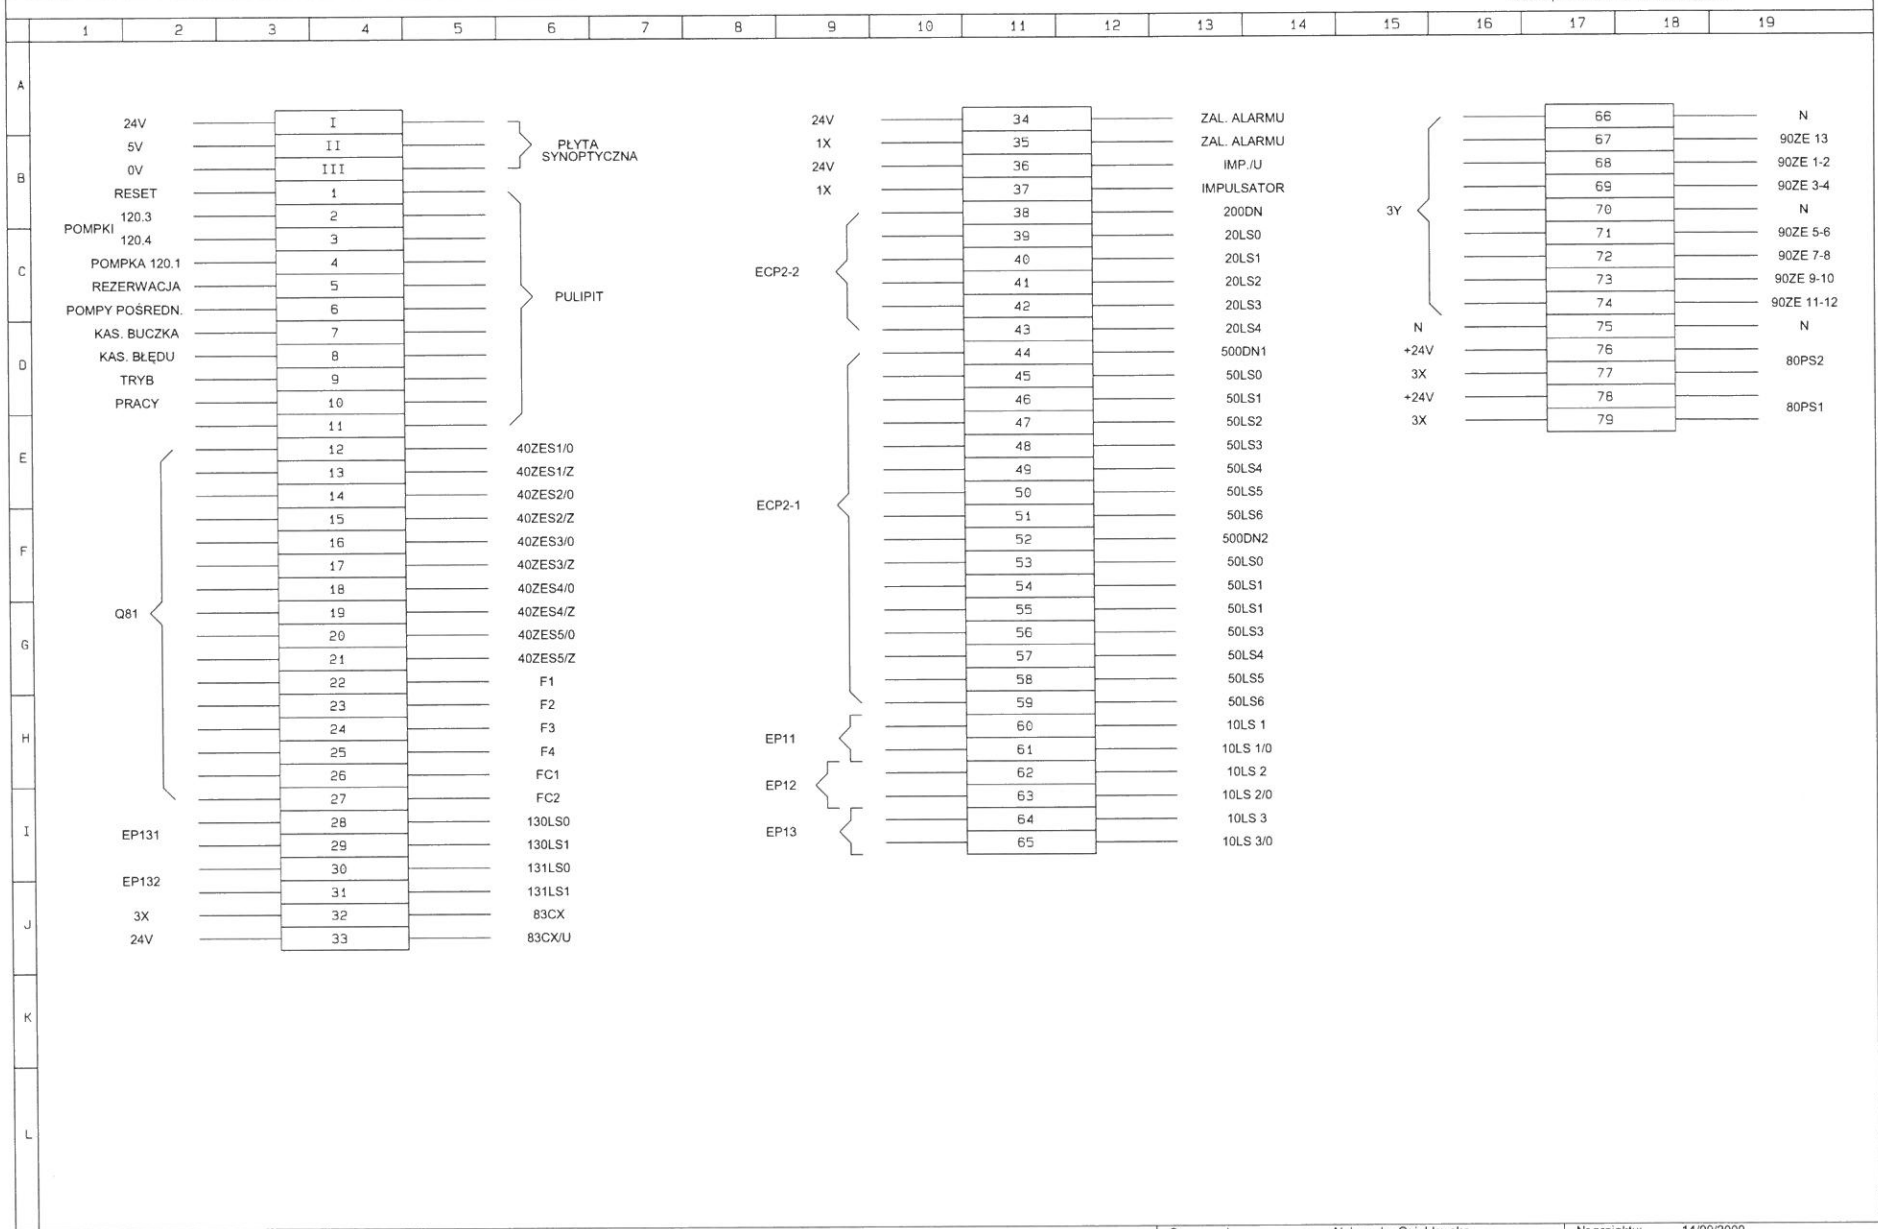 1 2 3 4 5 6 7 8 9 10 11 12 13 14 15 16 17 18 19
A
B
C
D
E
F
G
H
I
J
K
L
24V I
5V II
0V III
PŁYTA
SYNOPTYCZNA
RESET 1
POMPKI
120.3 2
120.4 3
POMPKA 120.1 4
REZERWACJA 5
POMPY POŚREDN. 6
KAS. BUCZKA 7
KAS. BŁĘDU 8
TRYB 9
PRACY 10
11
PULIPIT
Q81
12 40ZES1/0
13 40ZES1/Z
14 40ZES2/0
15 40ZES2/Z
16 40ZES3/0
17 40ZES3/Z
18 40ZES4/0
19 40ZES4/Z
20 40ZES5/0
21 40ZES5/Z
22 F1
23 F2
24 F3
25 F4
26 FC1
27 FC2
EP131
28 130LS0
29 130LS1
EP132
30 131LS0
31 131LS1
3X 32 83CX
24V 33 83CX/U
24V 34 ZAL. ALARMU
1X 35 ZAL. ALARMU
24V 36 IMP./U
1X 37 IMPULSATOR
ECP2-2
38 200DN
39 20LS0
40 20LS1
41 20LS2
42 20LS3
43 20LS4
ECP2-1
44 500DN1
45 50LS0
46 50LS1
47 50LS2
48 50LS3
49 50LS4
50 50LS5
51 50LS6
52 500DN2
53 50LS0
54 50LS1
55 50LS1
56 50LS3
57 50LS4
58 50LS5
59 50LS6
EP11
60 10LS 1
61 10LS 1/0
EP12
62 10LS 2
63 10LS 2/0
EP13
64 10LS 3
65 10LS 3/0
3Y
66 N
67 90ZE 13
68 90ZE 1-2
69 90ZE 3-4
70 N
71 90ZE 5-6
72 90ZE 7-8
73 90ZE 9-10
74 90ZE 11-12
N 75 N
+24V 76
3X 77
80PS2
+24V 78
3X 79
80PS1